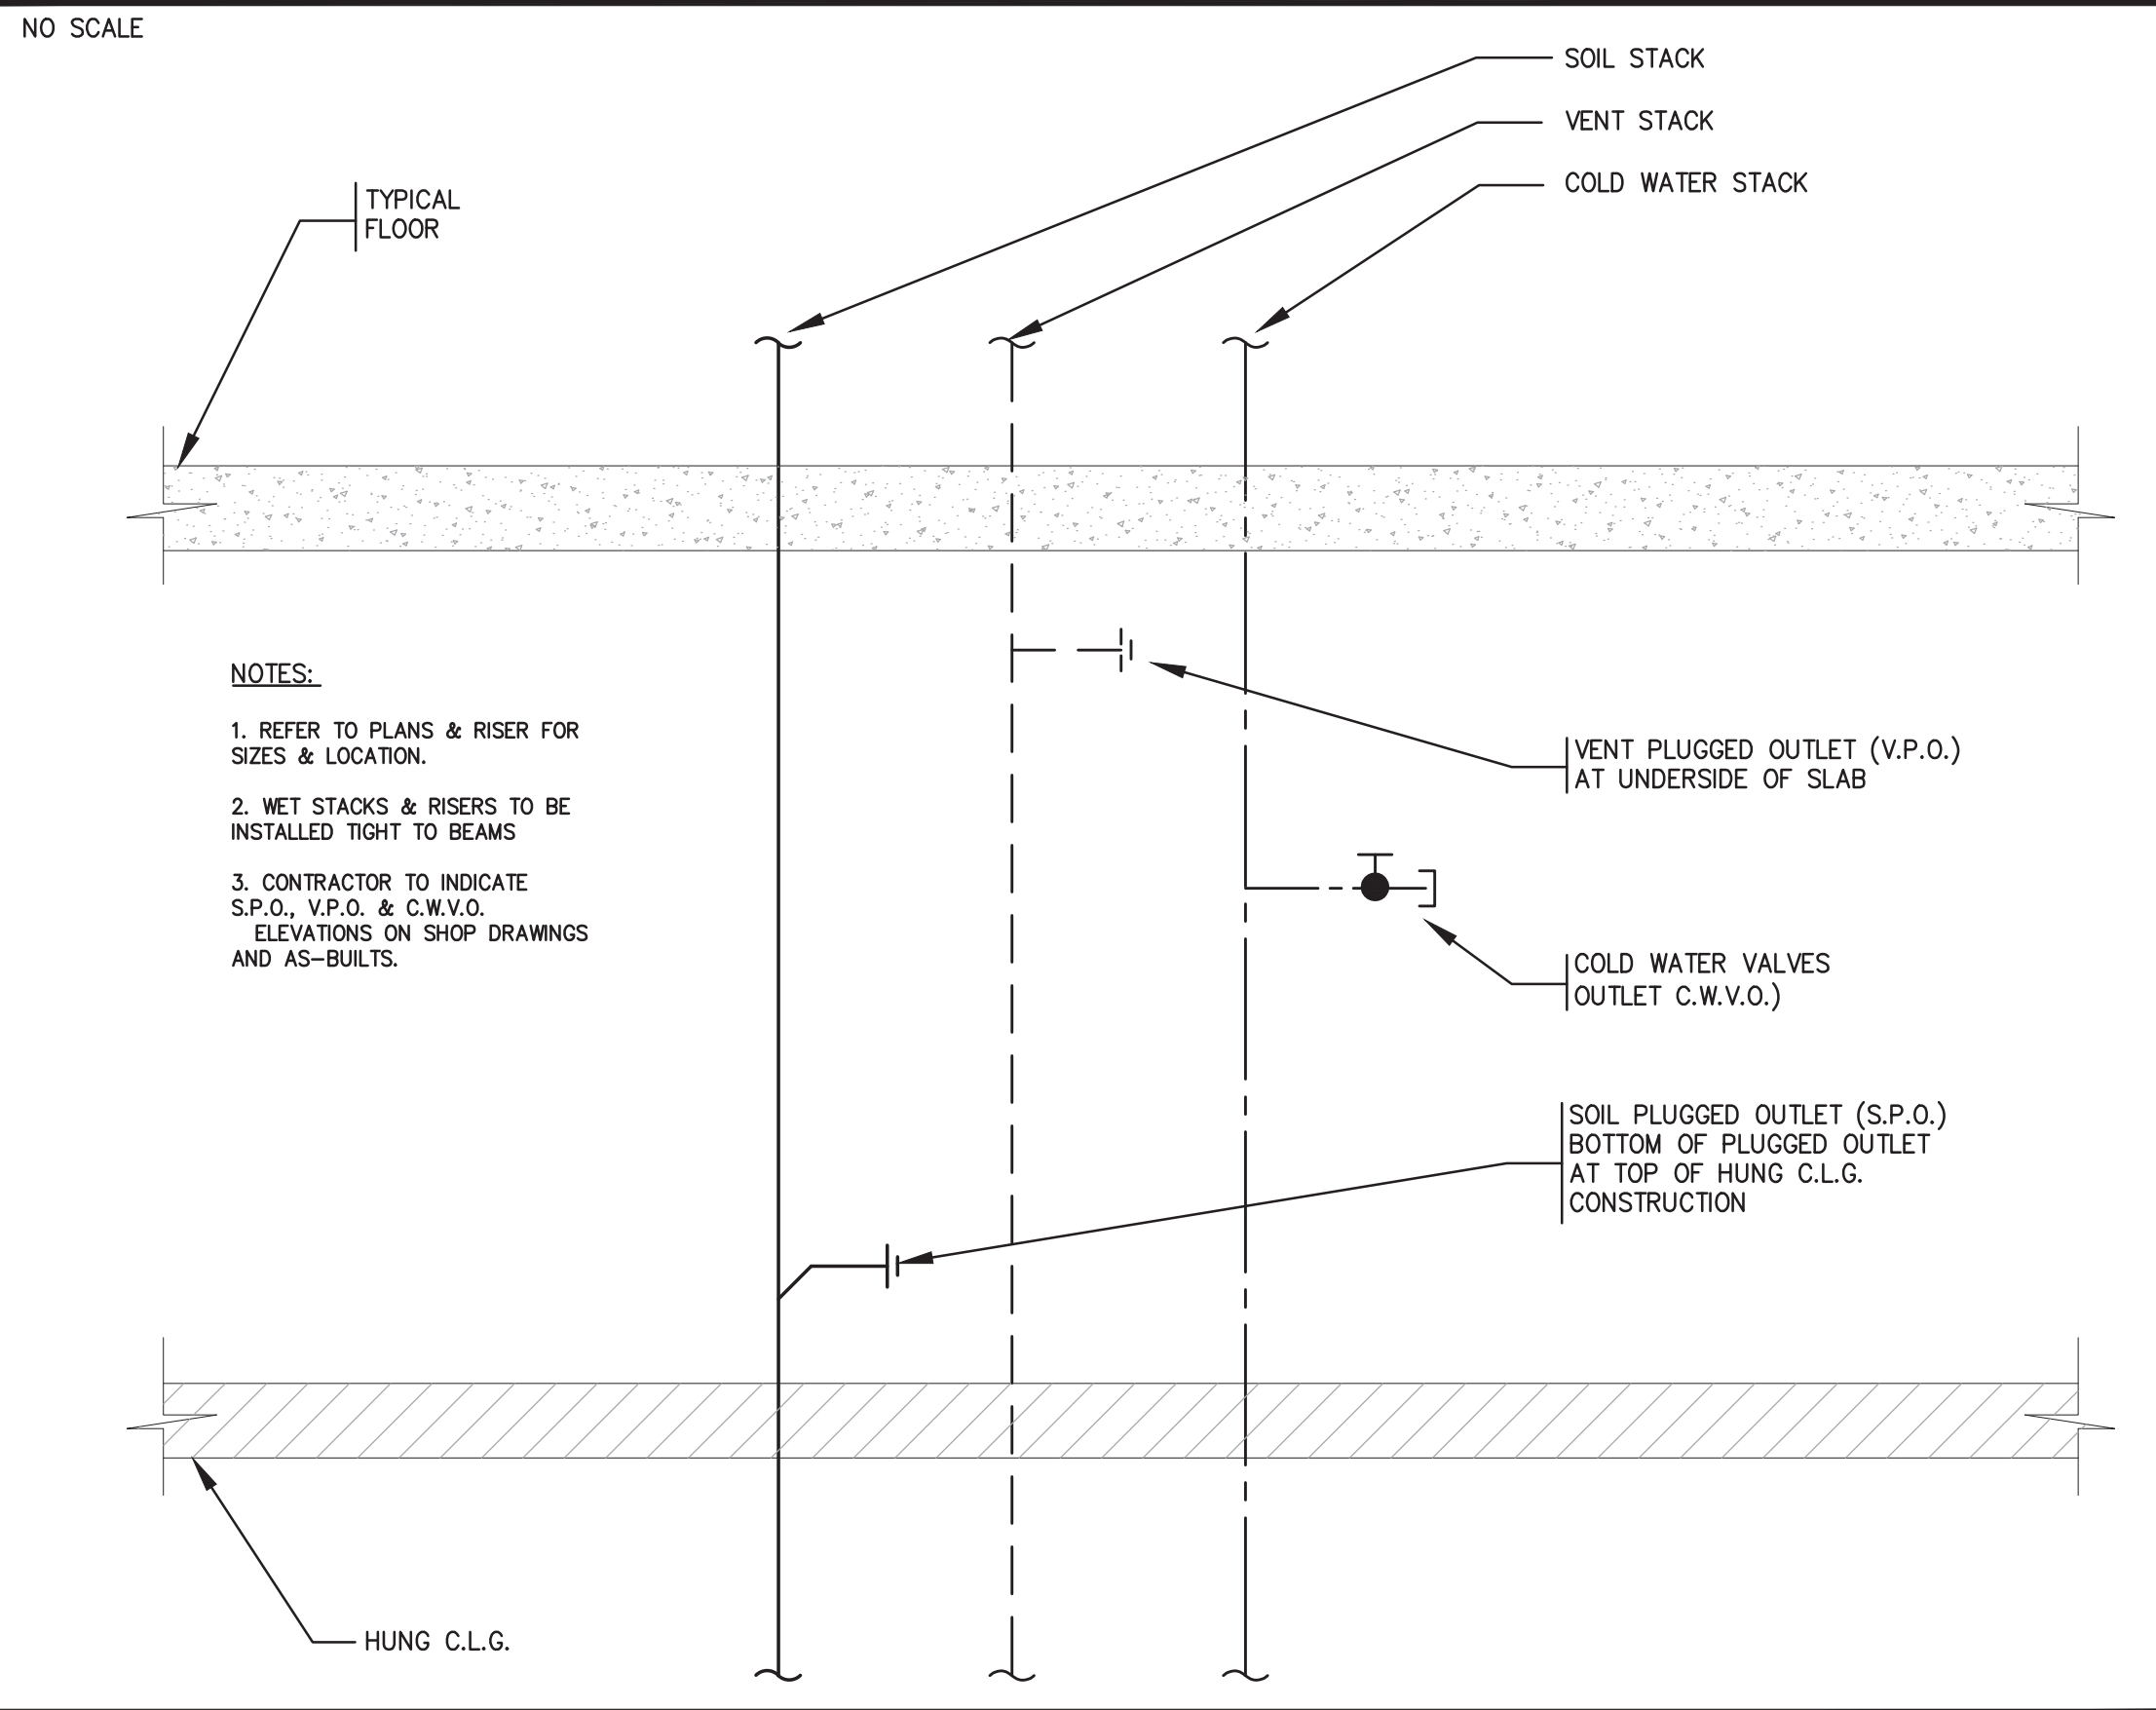 NO SCALE
SOIL STACK
VENT STACK
COLD WATER STACK
TYPICAL
FLOOR
NOTES:
1. REFER TO PLANS & RISER FOR
SIZES & LOCATION.
2. WET STACKS & RISERS TO BE
INSTALLED TIGHT TO BEAMS
3. CONTRACTOR TO INDICATE
S.P.O., V.P.O. & C.W.V.O.
ELEVATIONS ON SHOP DRAWINGS
AND AS-BUILTS.
VENT PLUGGED OUTLET (V.P.O.)
AT UNDERSIDE OF SLAB
COLD WATER VALVES
OUTLET C.W.V.O.)
SOIL PLUGGED OUTLET (S.P.O.)
BOTTOM OF PLUGGED OUTLET
AT TOP OF HUNG C.L.G.
CONSTRUCTION
HUNG C.L.G.